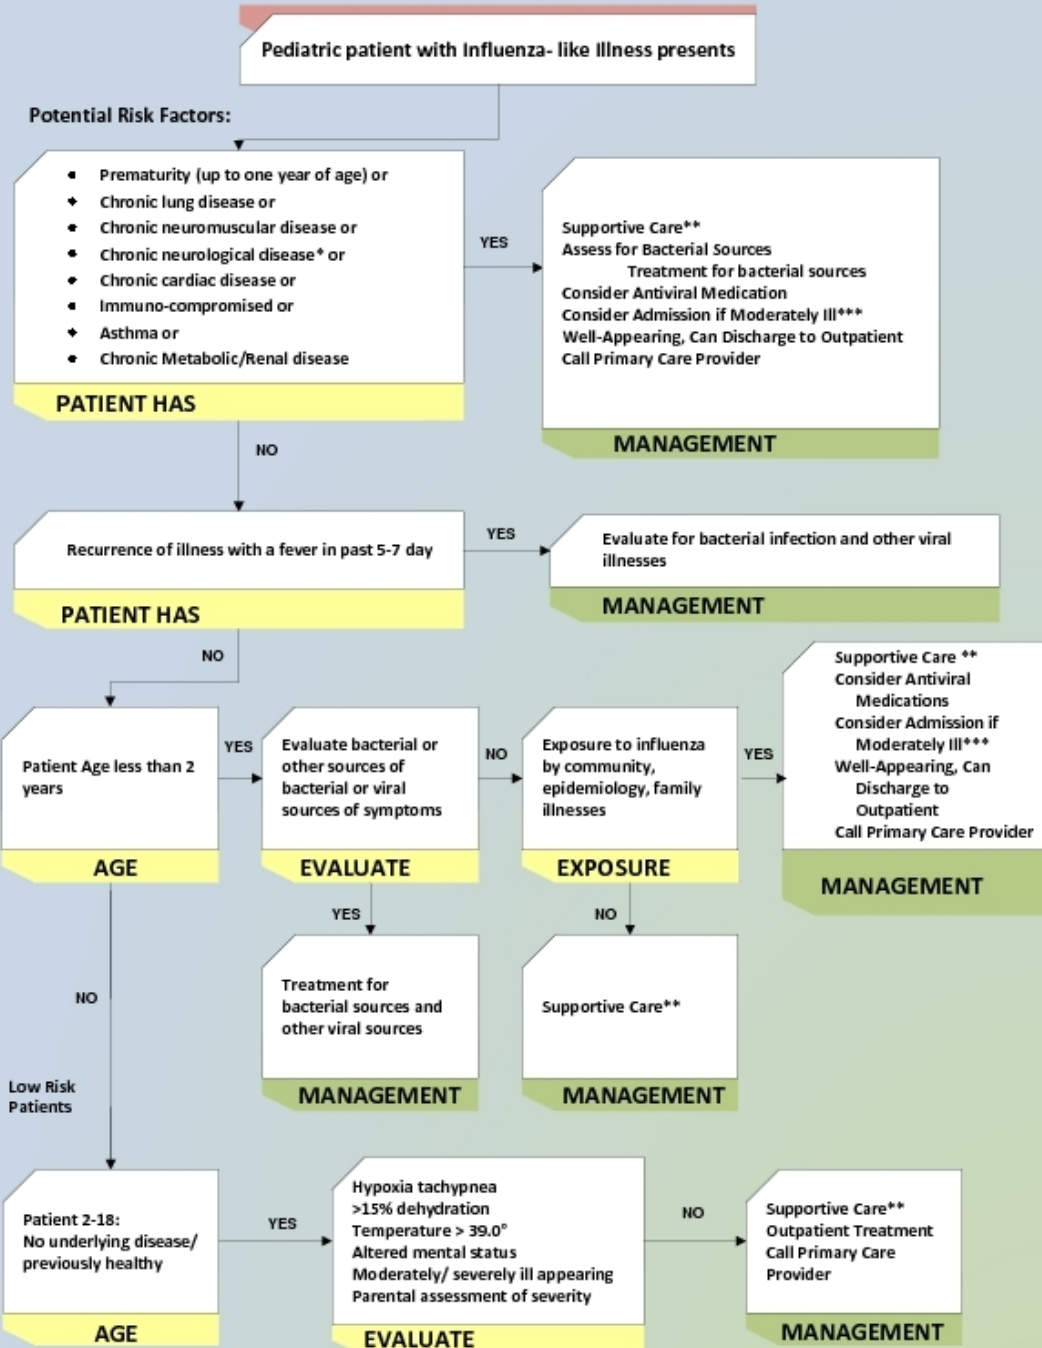 Pediatric patient with Influenza- like Illness presents
Potential Risk Factors:
• Prematurity (up to one year of age) or
• Chronic lung disease or
• Chronic neuromuscular disease or
• Chronic neurological disease* or
• Chronic cardiac disease or
• Immuno-compromised or
• Asthma or
• Chronic Metabolic/Renal disease
PATIENT HAS
YES
Supportive Care**
Assess for Bacterial Sources
Treatment for bacterial sources
Consider Antiviral Medication
Consider Admission if Moderately Ill***
Well-Appearing, Can Discharge to Outpatient
Call Primary Care Provider
MANAGEMENT
NO
Recurrence of illness with a fever in past 5-7 day
PATIENT HAS
YES
Evaluate for bacterial infection and other viral
illnesses
MANAGEMENT
NO
Patient Age less than 2
years
AGE
YES
Evaluate bacterial or
other sources of
bacterial or viral
sources of symptoms
EVALUATE
NO
Exposure to influenza
by community,
epidemiology, family
illnesses
EXPOSURE
YES
Supportive Care **
Consider Antiviral
Medications
Consider Admission if
Moderately Ill***
Well-Appearing, Can
Discharge to
Outpatient
Call Primary Care Provider
MANAGEMENT
YES
Treatment for
bacterial sources and
other viral sources
MANAGEMENT
NO
Supportive Care**
MANAGEMENT
NO
Low Risk
Patients
Patient 2-18:
No underlying disease/
previously healthy
AGE
YES
Hypoxia tachypnea
>15% dehydration
Temperature > 39.0°
Altered mental status
Moderately/ severely ill appearing
Parental assessment of severity
EVALUATE
NO
Supportive Care**
Outpatient Treatment
Call Primary Care
Provider
MANAGEMENT